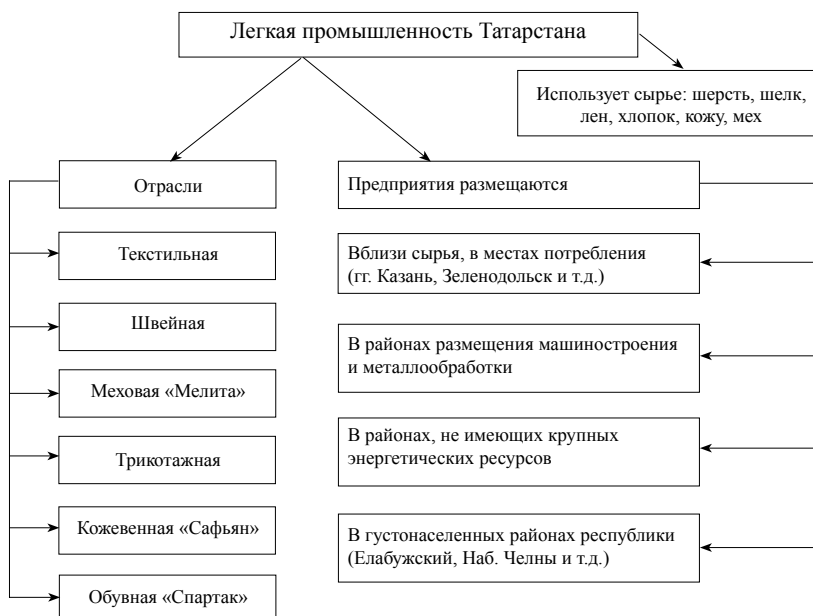 Легкая промышленность Татарстана
Использует сырье: шерсть, шелк,
лен, хлопок, кожу, мех
Отрасли
Текстильная
Швейная
Меховая «Мелита»
Трикотажная
Кожевенная «Сафьян»
Обувная «Спартак»
Предприятия размещаются
Вблизи сырья, в местах потребления
(гг. Казань, Зеленодольск и т.д.)
В районах размещения машиностроения
и металлообработки
В районах, не имеющих крупных
энергетических ресурсов
В густонаселенных районах республики
(Елабужский, Наб. Челны и т.д.)